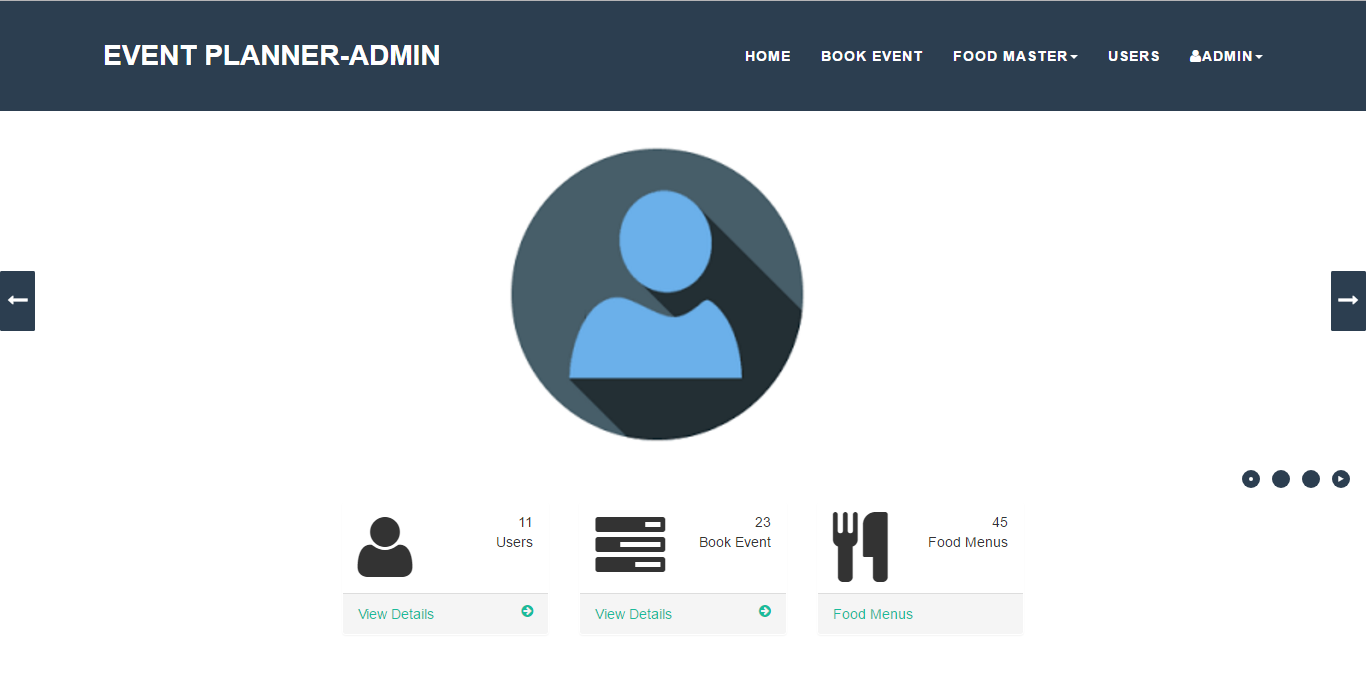 EVENT PLANNER-ADMIN
HOME BOOK EVENT FOOD MASTER USERS ADMIN
11
Users
View Details
23
Book Event
View Details
45
Food Menus
Food Menus